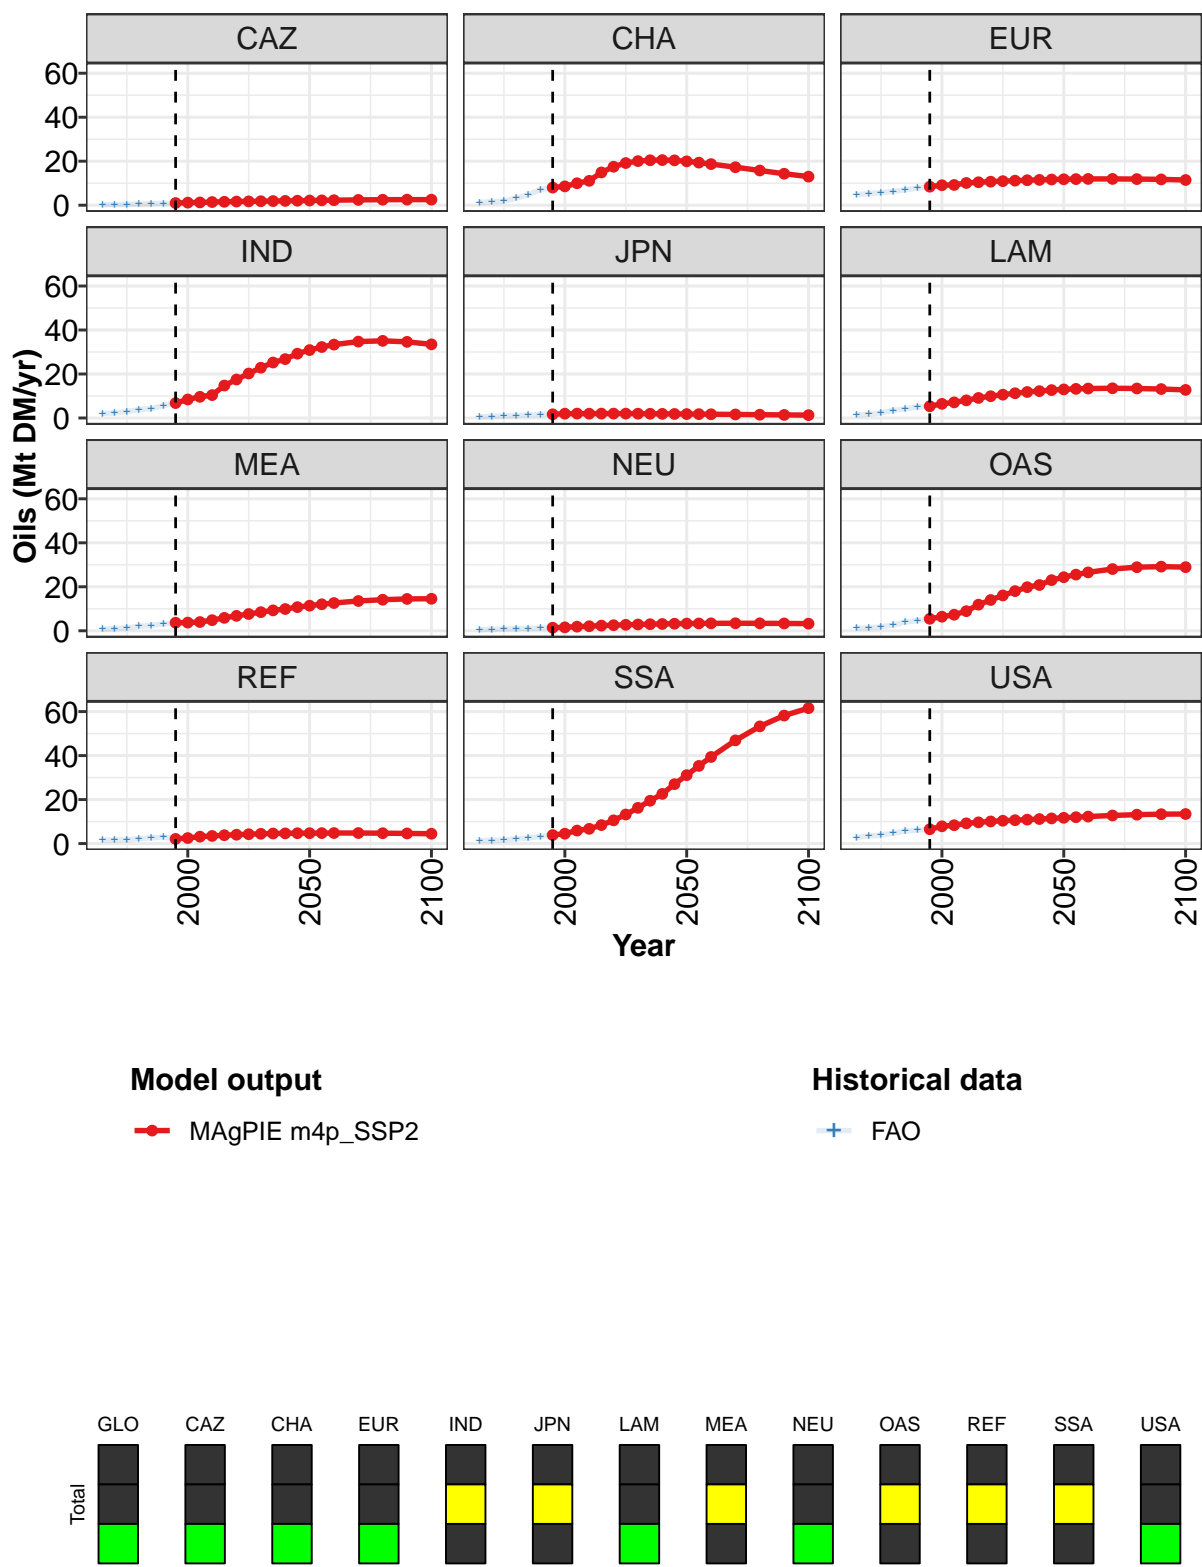 CAZ CHA EUR
60
40
20
0
IND JPN LAM
60
40
20
0
MEA NEU OAS
60
40
20
0
REF SSA USA
60
40
20
0
Oils (Mt DM/yr)
2000 2050 2100 2000 2050 2100 2000 2050 2100
Year
Model output
MAgPIE m4p_SSP2
Historical data
FAO
GLO CAZ CHA EUR IND JPN LAM MEA NEU OAS REF SSA USA
Total